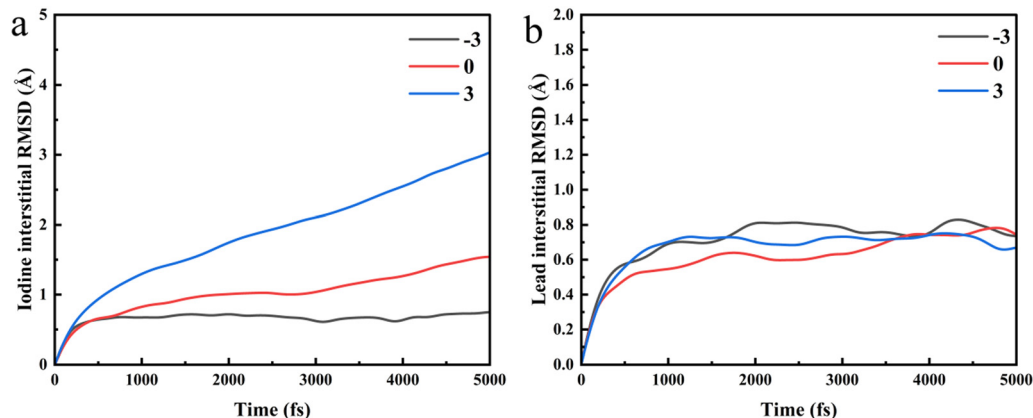 a
Iodine interstitial RMSD (Å)
5
4
3
2
1
0
-3
0
3
0 1000 2000 3000 4000 5000
Time (fs)
b
Lead interstitial RMSD (Å)
2.0
1.8
1.6
1.4
1.2
1.0
0.8
0.6
0.4
0.2
0.0
-3
0
3
0 1000 2000 3000 4000 5000
Time (fs)